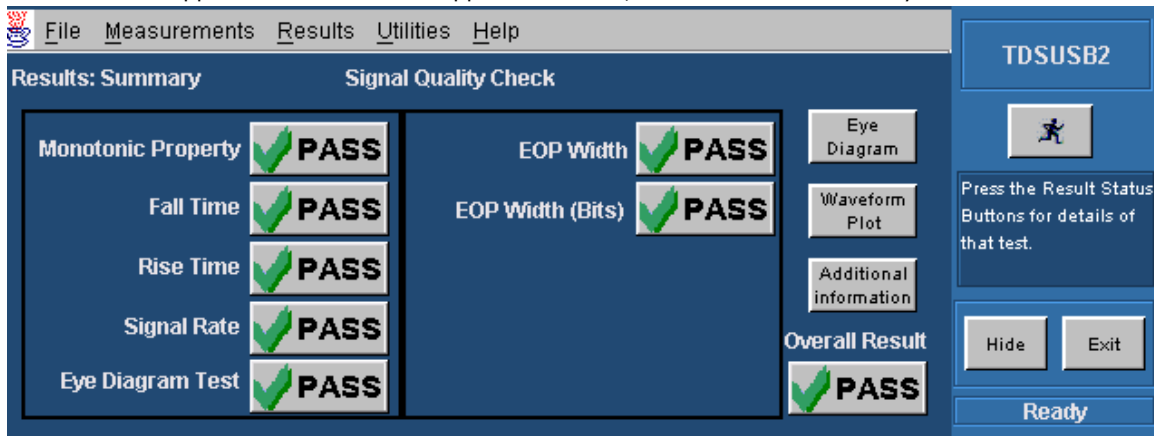 File Measurements Results Utilities Help
Results: Summary Signal Quality Check
Monotonic Property PASS
Fall Time PASS
Rise Time PASS
Signal Rate PASS
Eye Diagram Test PASS
EOP Width PASS
EOP Width (Bits) PASS
Eye
Diagram
Waveform
Plot
Additional
information
Overall Result
PASS
TDSUSB2
Press the Result Status
Buttons for details of
that test.
Hide Exit
Ready